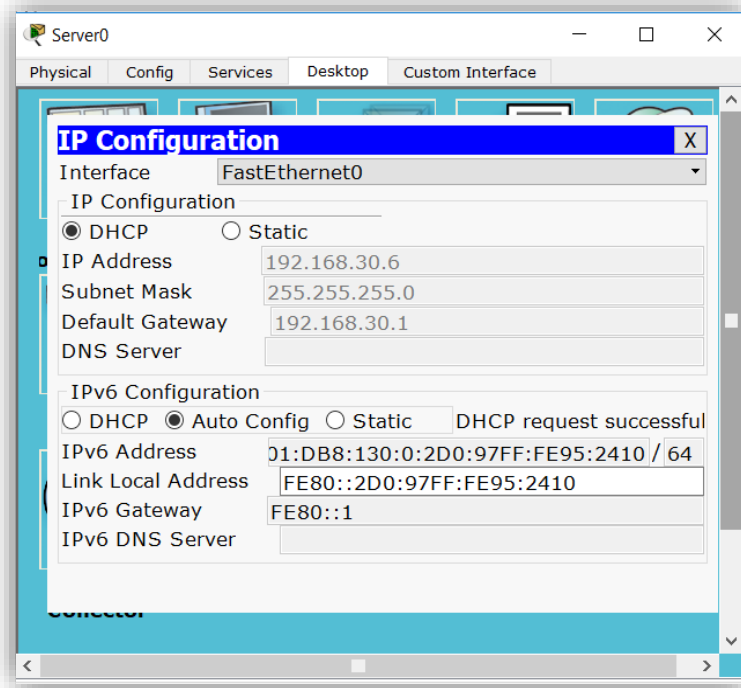 Server0
Physical Config Services Desktop Custom Interface
IP Configuration X
Interface FastEthernet0
IP Configuration
DHCP Static
IP Address 192.168.30.6
Subnet Mask 255.255.255.0
Default Gateway 192.168.30.1
DNS Server
IPv6 Configuration
DHCP Auto Config Static DHCP request successful
IPv6 Address 01:DB8:130:0:2D0:97FF:FE95:2410 / 64
Link Local Address FE80::2D0:97FF:FE95:2410
IPv6 Gateway FE80::1
IPv6 DNS Server
Collector